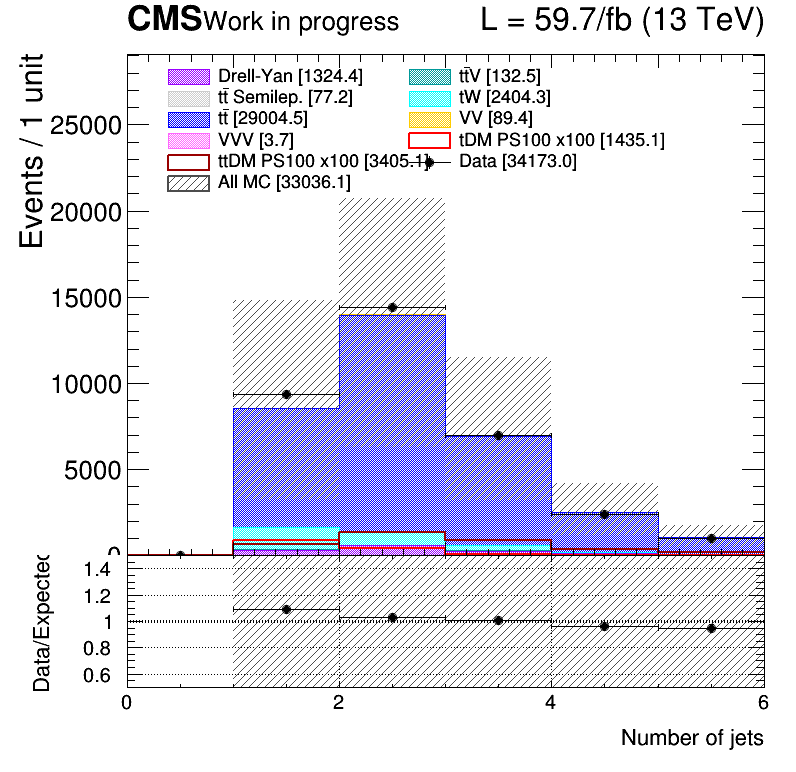 CMS Work in progress L = 59.7/fb (13 TeV)
Events / 1 unit
Drell-Yan [1324.4] tt̄V [132.5]
tt̄ Semilep. [77.2] tW [2404.3]
tt̄ [29004.5] VV [89.4]
VVV [3.7] tDM PS100 x100 [1435.1]
ttDM PS100 x100 [3405.1] Data [34173.0]
All MC [33036.1]
25000
20000
15000
10000
5000
0
Data/Expected
1.4
1.2
1
0.8
0.6
0 2 4 6
Number of jets